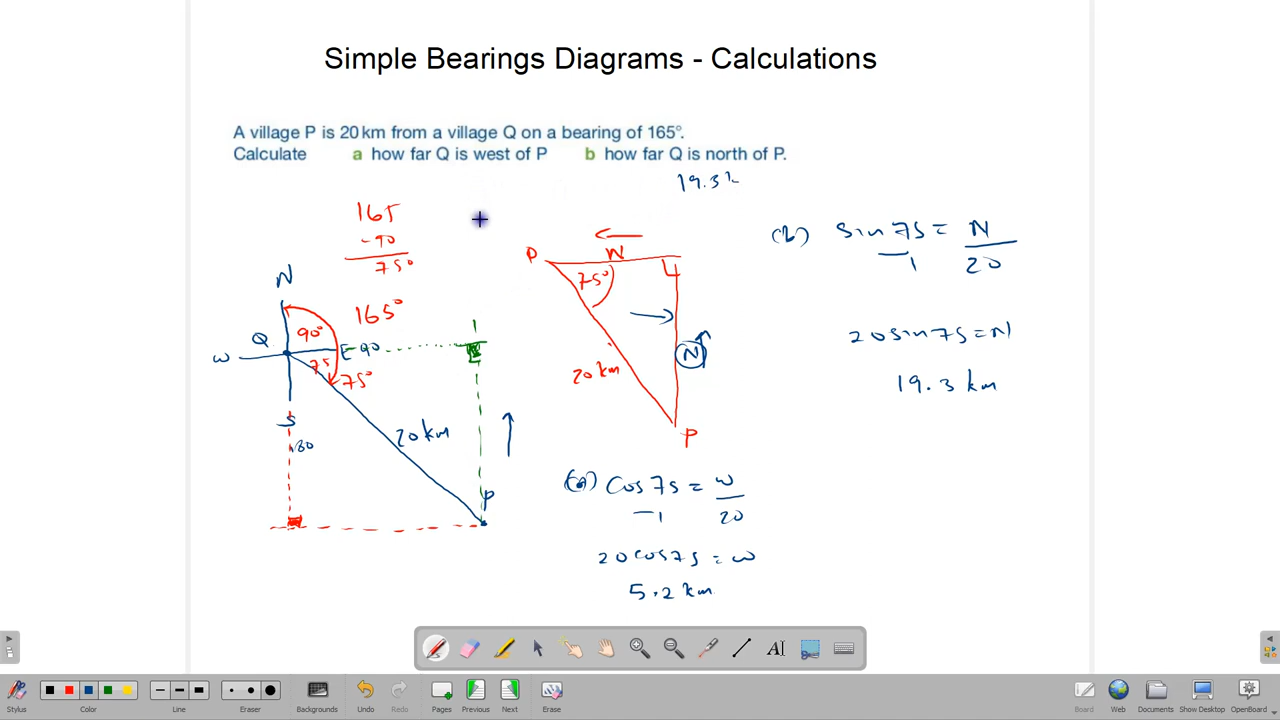 Simple Bearings Diagrams - Calculations
A village P is 20 km from a village Q on a bearing of 165°.
Calculate a how far Q is west of P b how far Q is north of P.
19.3k
165
-90
75°
N
165°
90°
Q
W
E 90
75
75°
S
180
20 km
P
P
W
75°
N
20 km
P
(a) Cos 75 = w
1 20
20 cos 75 = w
5.2 km
(b) Sin 75 = N
1 20
20 sin 75 = N
19.3 km
Stylus
Color
Line
Eraser
Backgrounds
Undo
Redo
Pages
Previous
Next
Erase
Board
Web
Documents
Show Desktop
OpenBoard